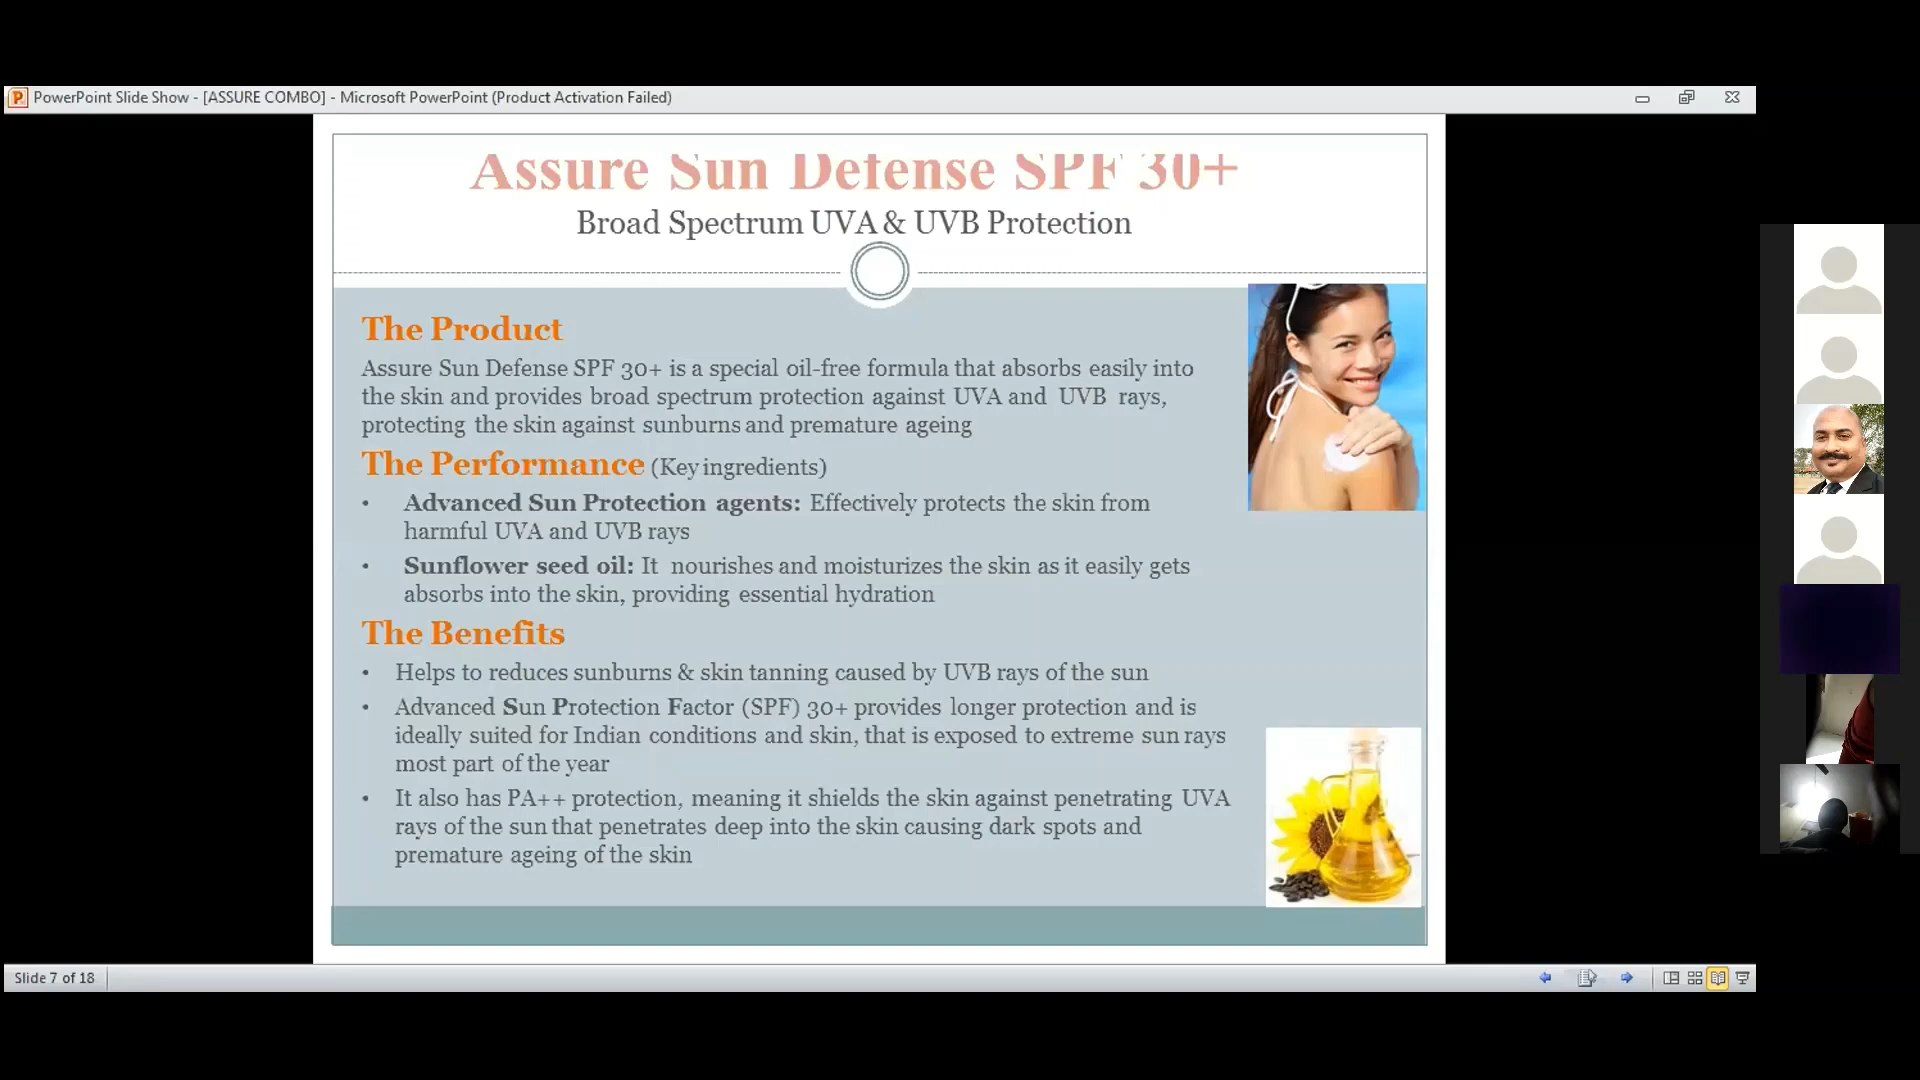 PowerPoint Slide Show - [ASSURE COMBO] - Microsoft PowerPoint (Product Activation Failed)
Assure Sun Defense SPF 30+
Broad Spectrum UVA & UVB Protection
The Product
Assure Sun Defense SPF 30+ is a special oil-free formula that absorbs easily into
the skin and provides broad spectrum protection against UVA and UVB rays,
protecting the skin against sunburns and premature ageing
The Performance (Key ingredients)
• Advanced Sun Protection agents: Effectively protects the skin from
harmful UVA and UVB rays
• Sunflower seed oil: It nourishes and moisturizes the skin as it easily gets
absorbs into the skin, providing essential hydration
The Benefits
• Helps to reduces sunburns & skin tanning caused by UVB rays of the sun
• Advanced Sun Protection Factor (SPF) 30+ provides longer protection and is
ideally suited for Indian conditions and skin, that is exposed to extreme sun rays
most part of the year
• It also has PA++ protection, meaning it shields the skin against penetrating UVA
rays of the sun that penetrates deep into the skin causing dark spots and
premature ageing of the skin
Slide 7 of 18